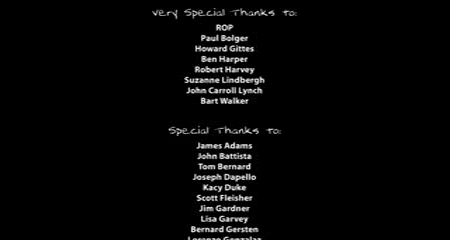 Very Special Thanks to:
ROP
Paul Bolger
Howard Gittes
Ben Harper
Robert Harvey
Suzanne Lindbergh
John Carroll Lynch
Bart Walker
Special Thanks to:
James Adams
John Battista
Tom Bernard
Joseph Dapello
Kacy Duke
Scott Fleisher
Jim Gardner
Lisa Garvey
Bernard Gersten
Lorenzo Gonzalaz